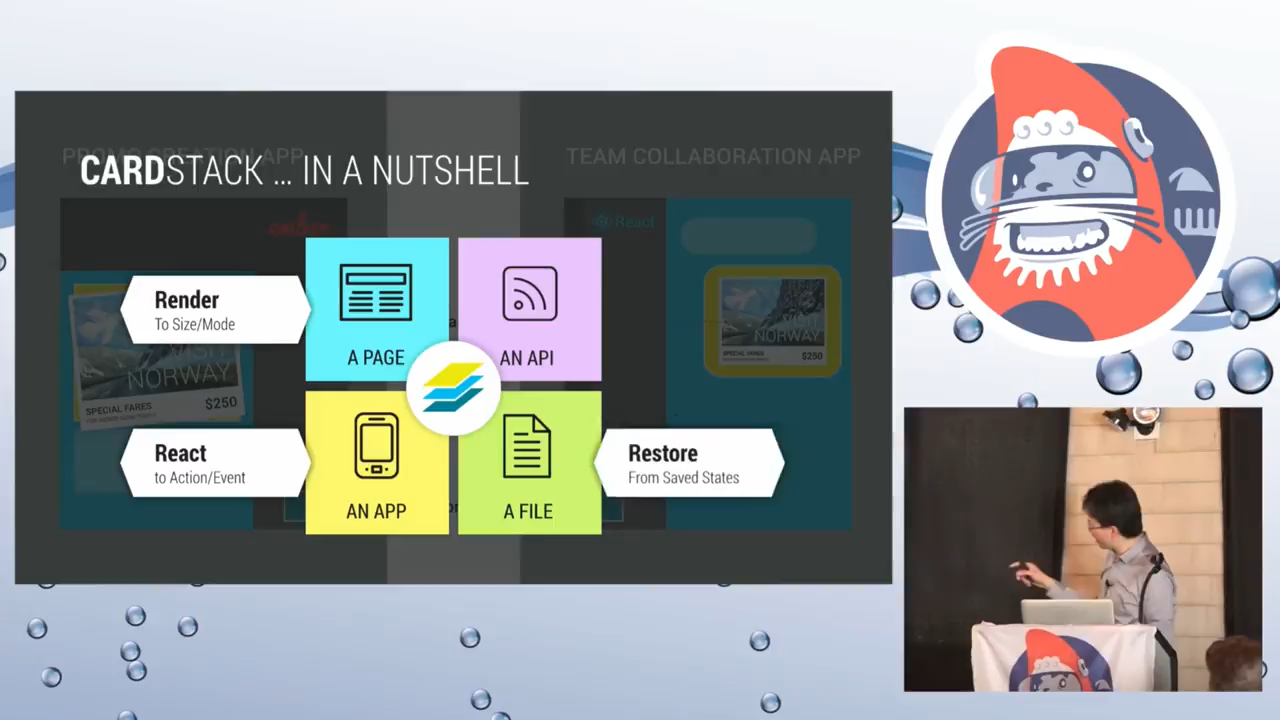 PROMO CREATION APP
TEAM COLLABORATION APP
CARDSTACK ... IN A NUTSHELL
React
Render
To Size/Mode
A PAGE
AN API
VISIT
NORWAY
SPECIAL FARES
$250
SPECIAL FARES
$250
React
to Action/Event
AN APP
A FILE
Restore
From Saved States